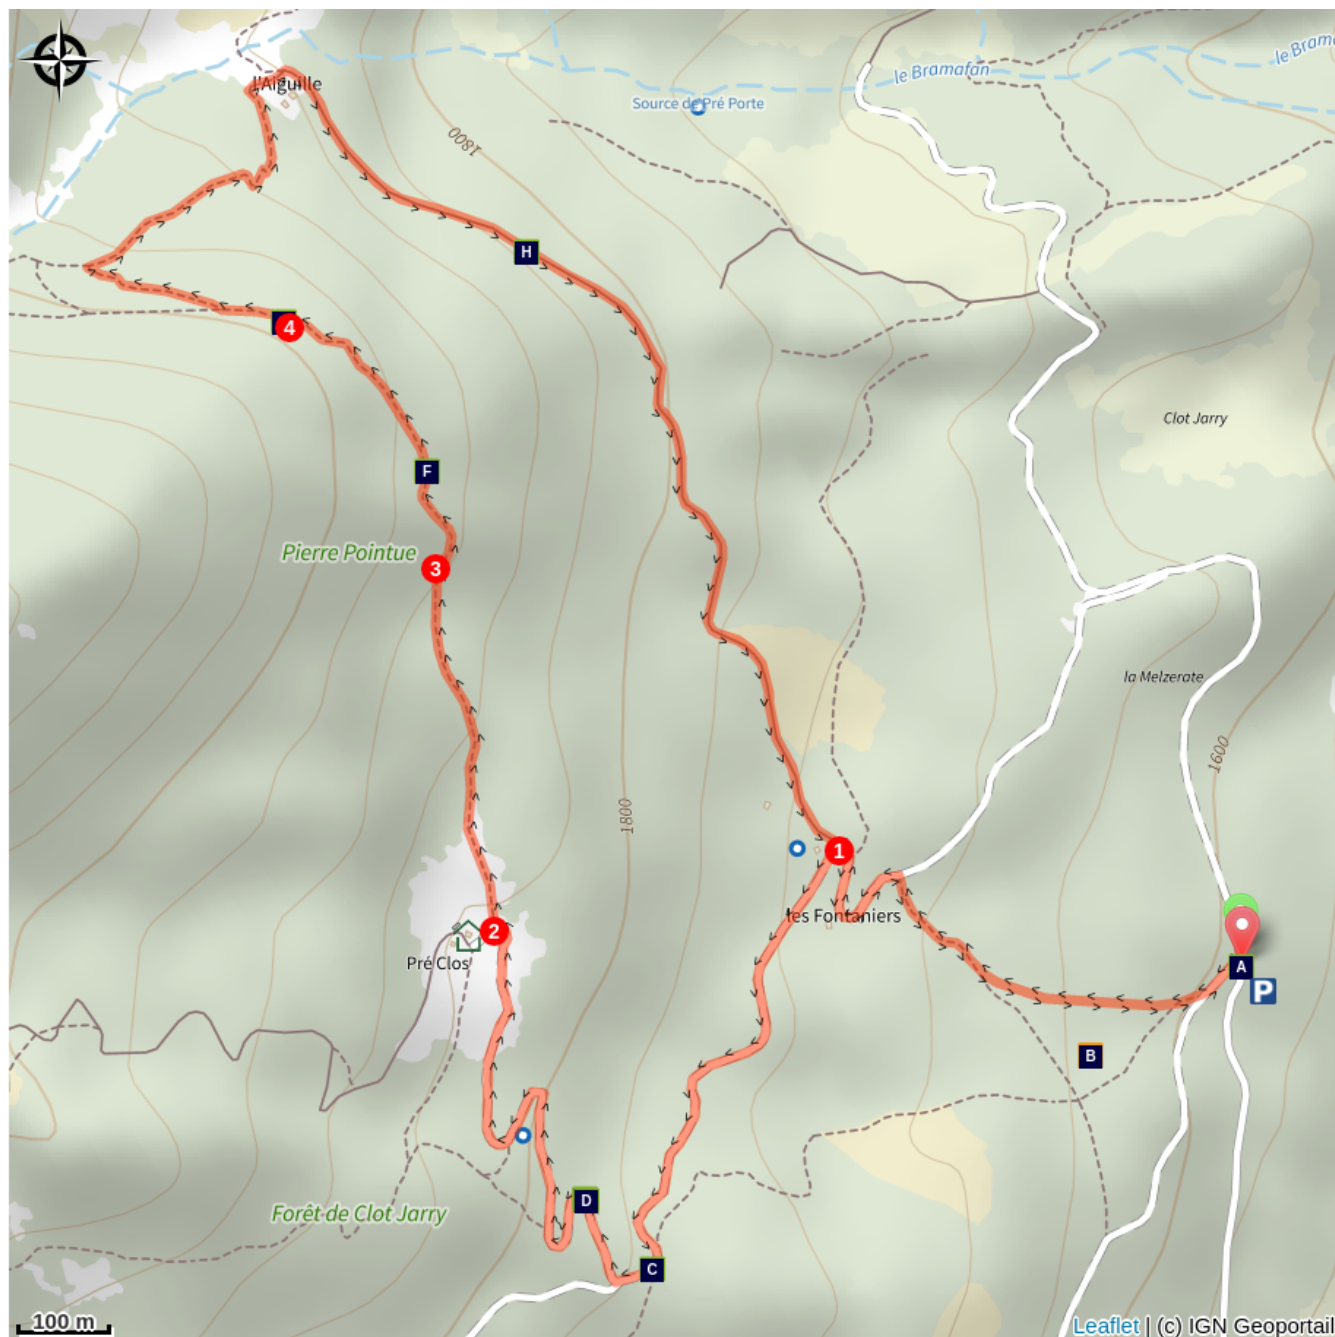 l'Aiguille
le Bramafan
le Brama
Source de Pré Porte
1800
H
4
Clot Jarry
F
Pierre Pointue
3
la Melzerate
1600
1800
1
les Fontaniers
2
Pré Clos
A
P
B
D
Forêt de Clot Jarry
C
100 m
Leaflet | (c) IGN Geoportail